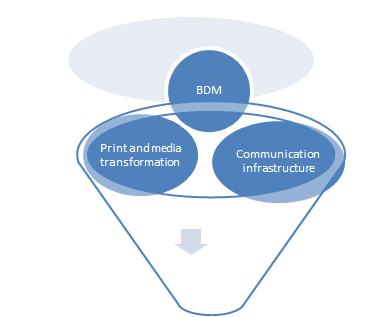 BDM
Print and media
transformation
Communication
infrastructure